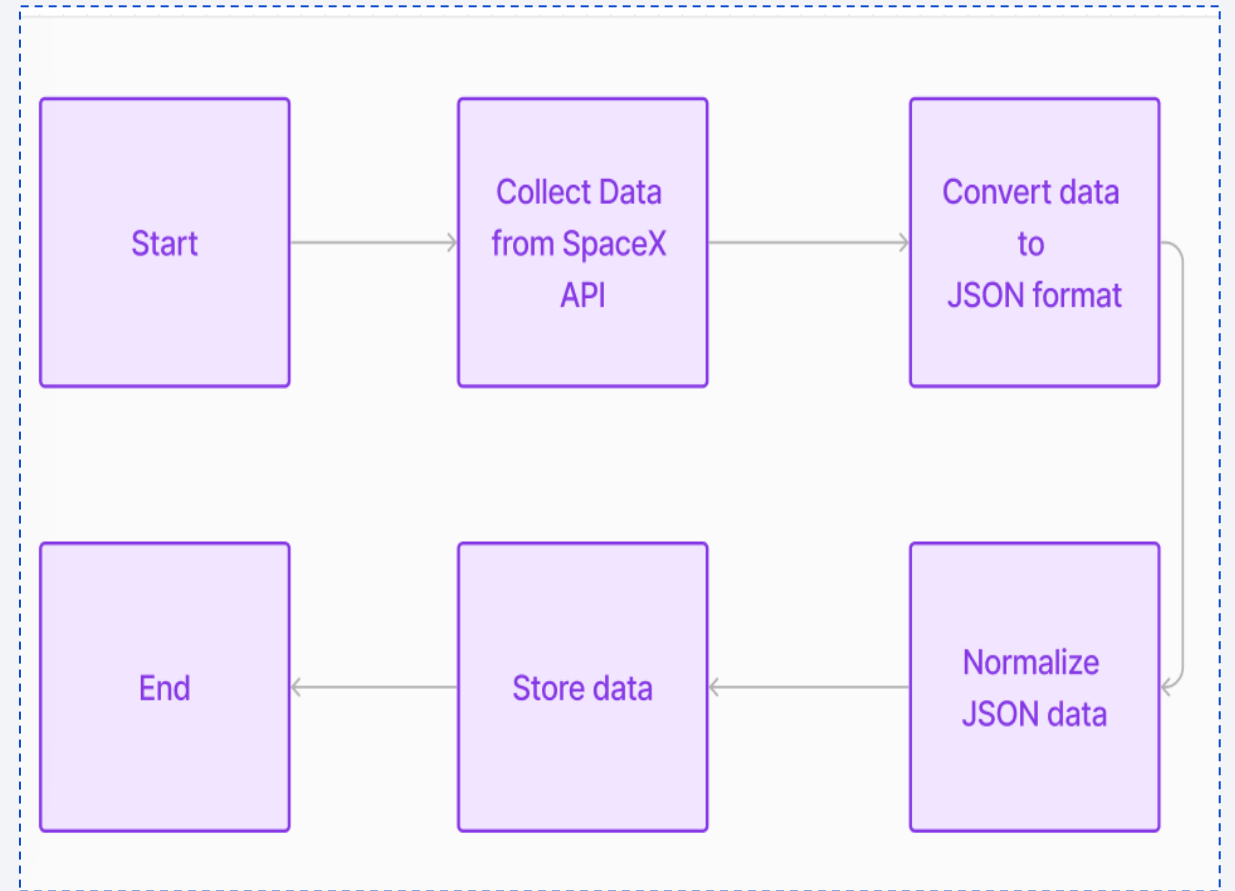 Start
Collect Data
from SpaceX
API
Convert data
to
JSON format
Normalize
JSON data
Store data
End